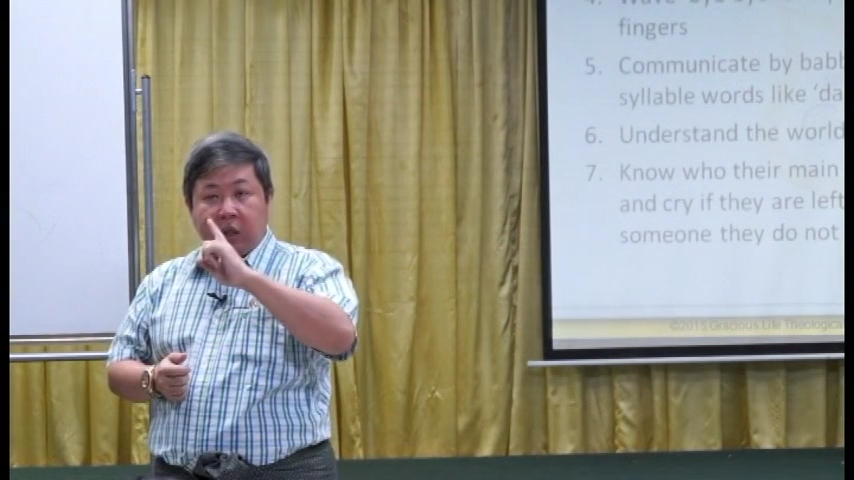 fingers
5. Communicate by babb
syllable words like 'da
6. Understand the world
7. Know who their main
and cry if they are left
someone they do not
©2015 Gracious Life Theological